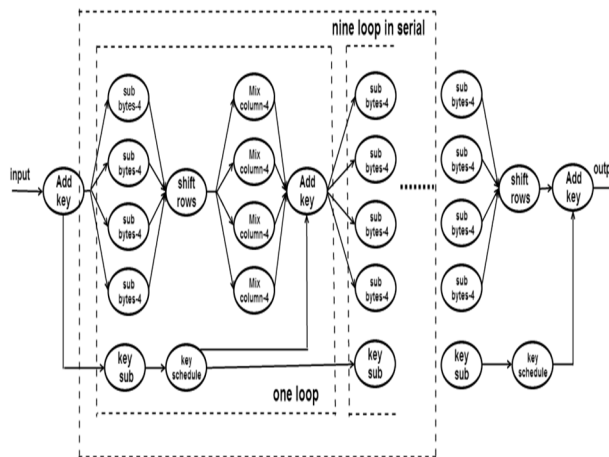 nine loop in serial
input
Add
key
sub
bytes-4
sub
bytes-4
sub
bytes-4
sub
bytes-4
shift
rows
Mix
column-4
Mix
column-4
Mix
column-4
Mix
column-4
Add
key
sub
bytes-4
sub
bytes-4
sub
bytes-4
sub
bytes-4
sub
bytes-4
sub
bytes-4
sub
bytes-4
sub
bytes-4
shift
rows
Add
key
outp
key
sub
key
schedule
key
sub
key
sub
key
schedule
one loop